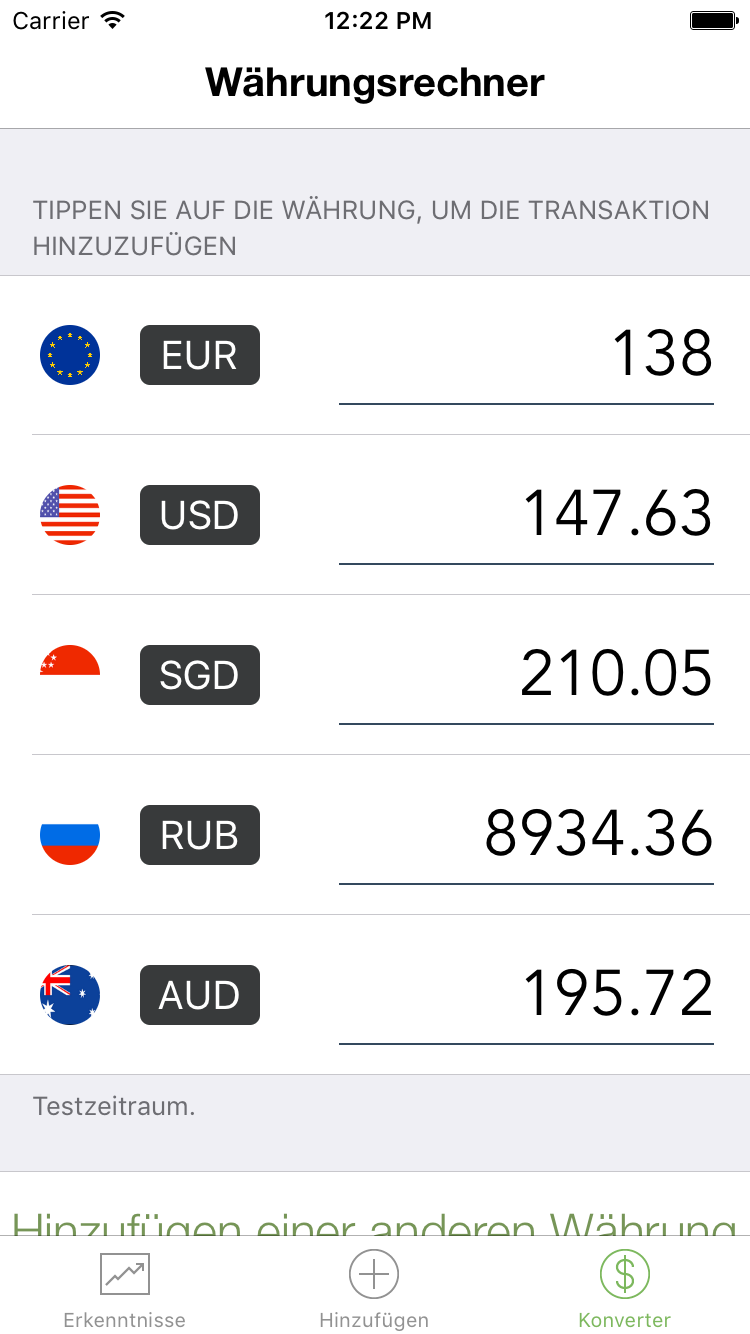 Carrier 12:22 PM
Währungsrechner
TIPPEN SIE AUF DIE WÄHRUNG, UM DIE TRANSAKTION
HINZUZUFÜGEN
EUR 138
USD 147.63
SGD 210.05
RUB 8934.36
AUD 195.72
Testzeitraum.
Hinzufügen einer anderen Währung
Erkenntnisse Hinzufügen Konverter